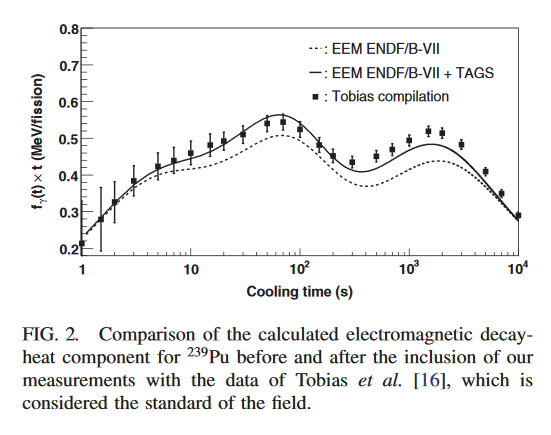 0.8
0.7
0.6
0.5
0.4
0.3
0.2
fγ(t) × t (MeV/fission)
: EEM ENDF/B-VII
: EEM ENDF/B-VII + TAGS
: Tobias compilation
1
10
10²
10³
10⁴
Cooling time (s)
FIG. 2. Comparison of the calculated electromagnetic decay-
heat component for ²³⁹Pu before and after the inclusion of our
measurements with the data of Tobias et al. [16], which is
considered the standard of the field.